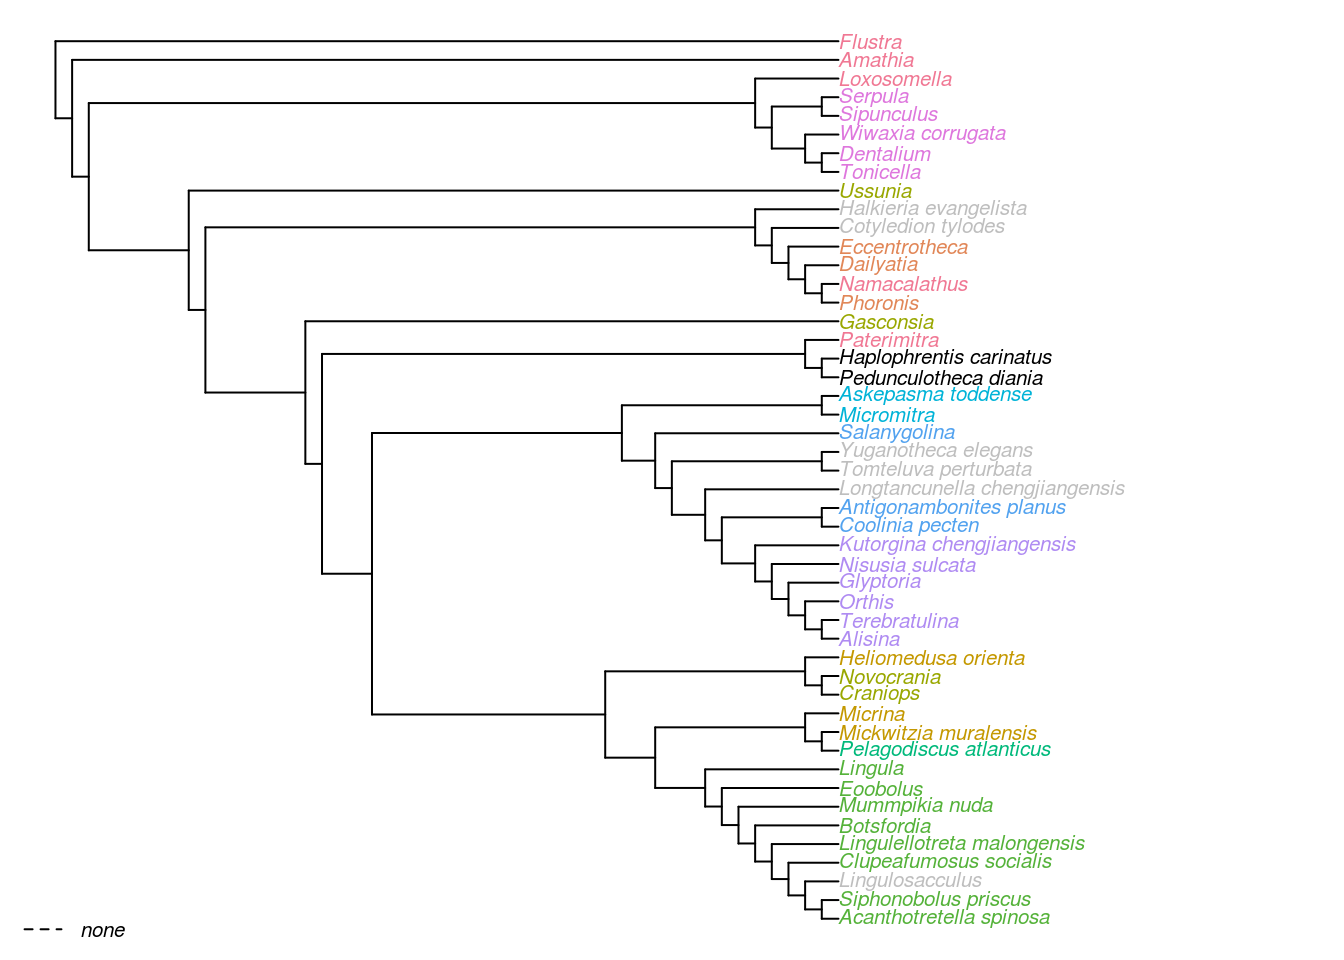 Flustra
Amathia
Loxosomella
Serpula
Sipunculus
Wiwaxia corrugata
Dentalium
Tonicella
Ussunia
Halkieria evangelista
Cotyledion tylodes
Eccentrotheca
Dailyatia
Namacalathus
Phoronis
Gasconsia
Paterimitra
Haplophrentis carinatus
Pedunculotheca diania
Askepasma toddense
Micromitra
Salanygolina
Yuganotheca elegans
Tomteluva perturbata
Longtancunella chengjiangensis
Antigonambonites planus
Coolinia pecten
Kutorgina chengjiangensis
Nisusia sulcata
Glyptoria
Orthis
Terebratulina
Alisina
Heliomedusa orienta
Novocrania
Craniops
Micrina
Mickwitzia muralensis
Pelagodiscus atlanticus
Lingula
Eoobolus
Mummpikia nuda
Botsfordia
Lingulellotreta malongensis
Clupeafumosus socialis
Lingulosacculus
Siphonobolus priscus
Acanthotretella spinosa
none